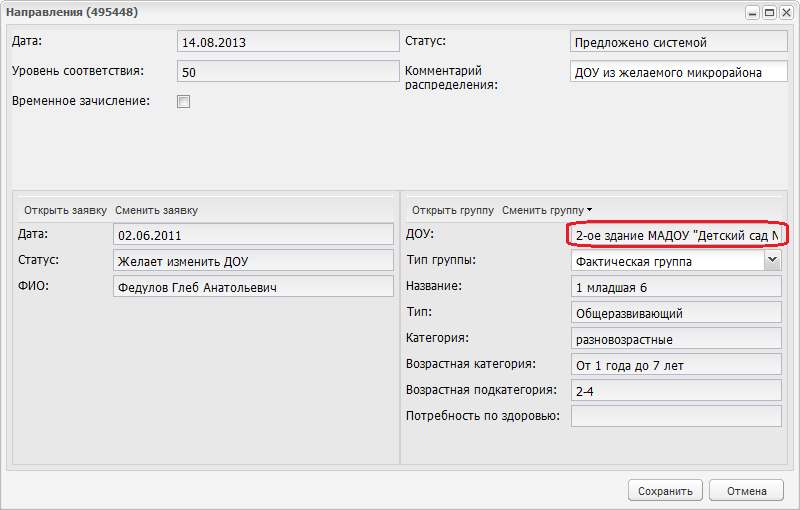 Направления (495448)
Дата: 14.08.2013
Статус: Предложено системой
Уровень соответствия: 50
Комментарий распределения: ДОУ из желаемого микрорайона
Временное зачисление:
Открыть заявку Сменить заявку
Дата: 02.06.2011
Статус: Желает изменить ДОУ
ФИО: Федулов Глеб Анатольевич
Открыть группу Сменить группу
ДОУ: 2-ое здание МАДОУ "Детский сад №
Тип группы: Фактическая группа
Название: 1 младшая 6
Тип: Общеразвивающий
Категория: разновозрастные
Возрастная категория: От 1 года до 7 лет
Возрастная подкатегория: 2-4
Потребность по здоровью:
Сохранить Отмена